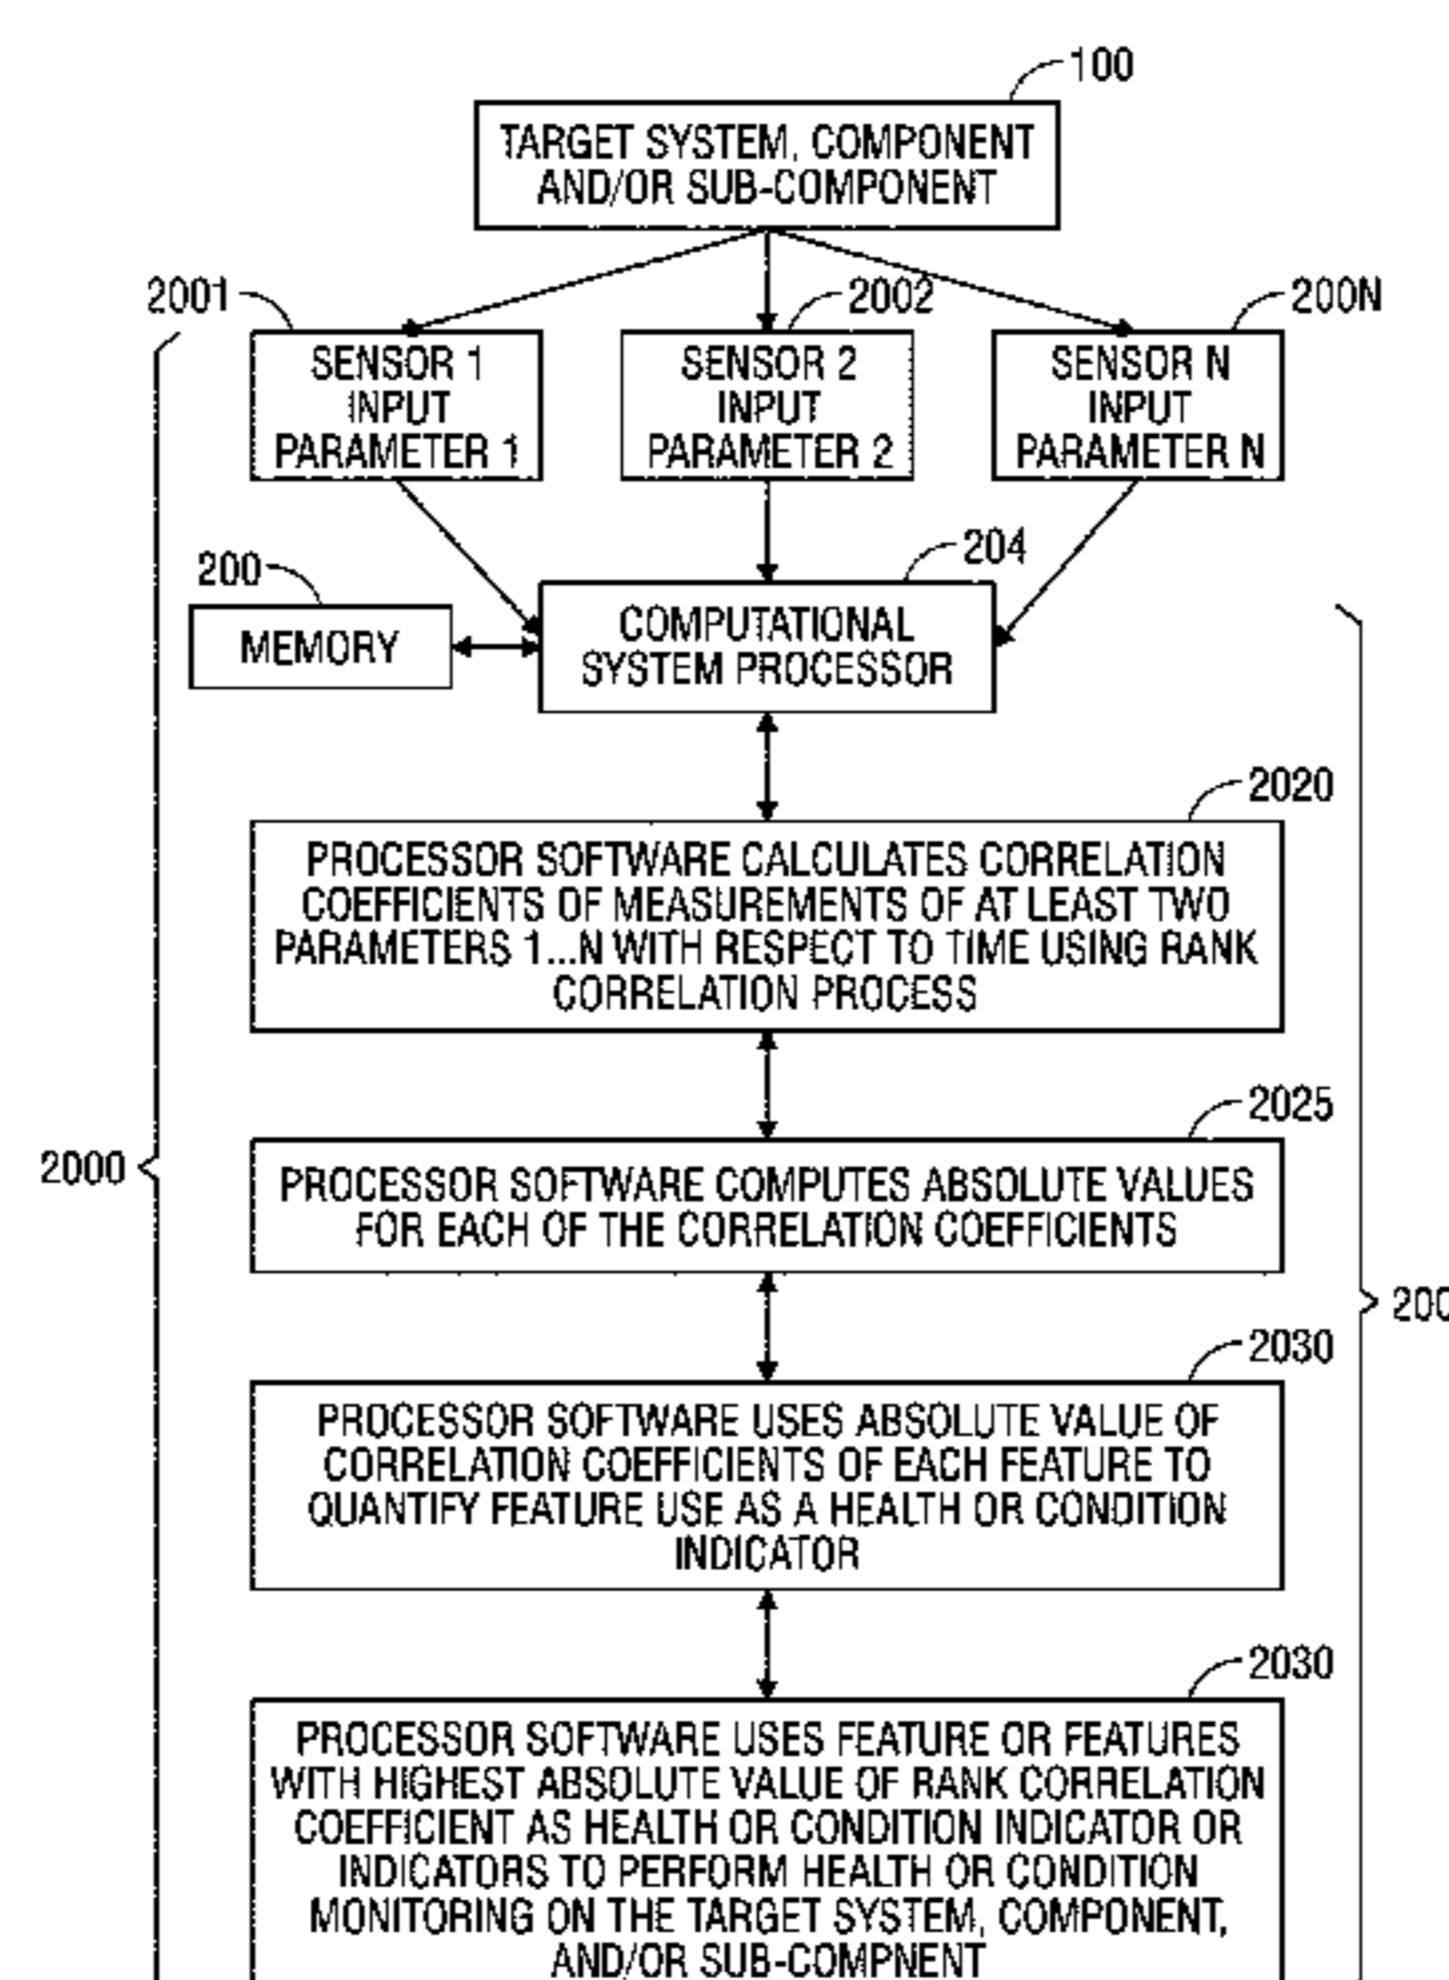 100
TARGET SYSTEM, COMPONENT
AND/OR SUB-COMPONENT
2001
2002
200N
SENSOR 1
INPUT
PARAMETER 1
SENSOR 2
INPUT
PARAMETER 2
SENSOR N
INPUT
PARAMETER N
200
204
MEMORY
COMPUTATIONAL
SYSTEM PROCESSOR
2020
PROCESSOR SOFTWARE CALCULATES CORRELATION
COEFFICIENTS OF MEASUREMENTS OF AT LEAST TWO
PARAMETERS 1...N WITH RESPECT TO TIME USING RANK
CORRELATION PROCESS
2025
2000
PROCESSOR SOFTWARE COMPUTES ABSOLUTE VALUES
FOR EACH OF THE CORRELATION COEFFICIENTS
200
2030
PROCESSOR SOFTWARE USES ABSOLUTE VALUE OF
CORRELATION COEFFICIENTS OF EACH FEATURE TO
QUANTIFY FEATURE USE AS A HEALTH OR CONDITION
INDICATOR
2030
PROCESSOR SOFTWARE USES FEATURE OR FEATURES
WITH HIGHEST ABSOLUTE VALUE OF RANK CORRELATION
COEFFICIENT AS HEALTH OR CONDITION INDICATOR OR
INDICATORS TO PERFORM HEALTH OR CONDITION
MONITORING ON THE TARGET SYSTEM, COMPONENT,
AND/OR SUB-COMPNENT